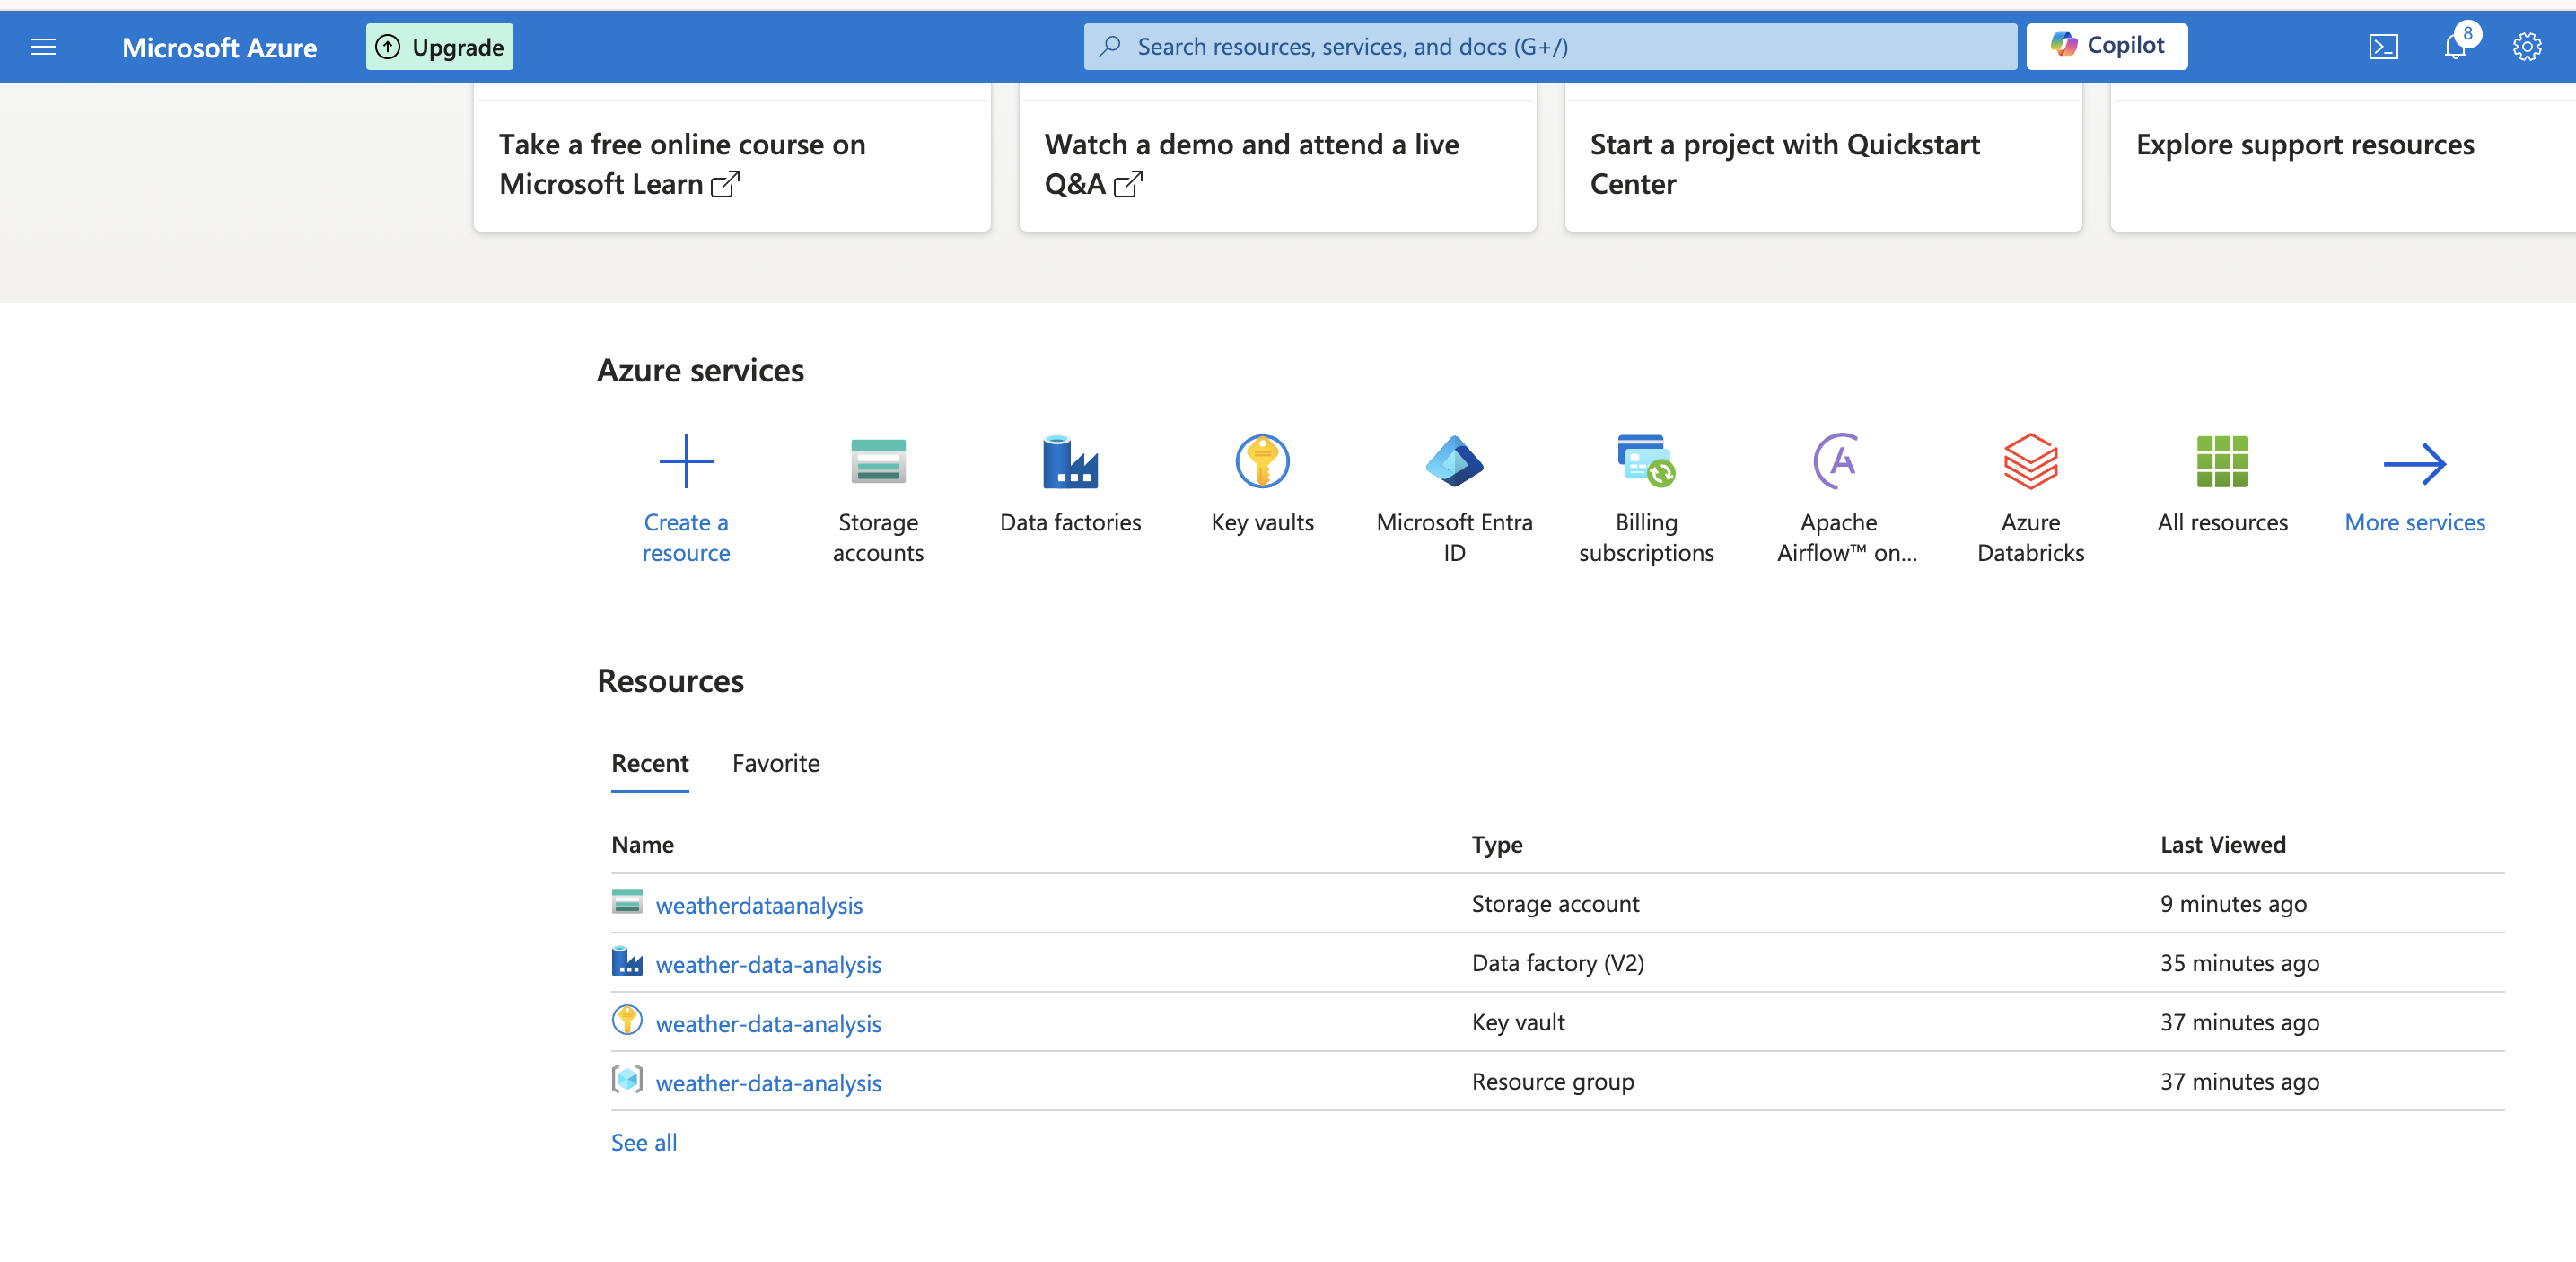 Microsoft Azure
Upgrade
Search resources, services, and docs (G+/)
Copilot
8
Take a free online course on
Microsoft Learn
Watch a demo and attend a live
Q&A
Start a project with Quickstart
Center
Explore support resources
Azure services
Create a
resource
Storage
accounts
Data factories
Key vaults
Microsoft Entra
ID
Billing
subscriptions
Apache
Airflow™ on...
Azure
Databricks
All resources
More services
Resources
Recent Favorite
Name Type Last Viewed
weatherdataanalysis Storage account 9 minutes ago
weather-data-analysis Data factory (V2) 35 minutes ago
weather-data-analysis Key vault 37 minutes ago
weather-data-analysis Resource group 37 minutes ago
See all